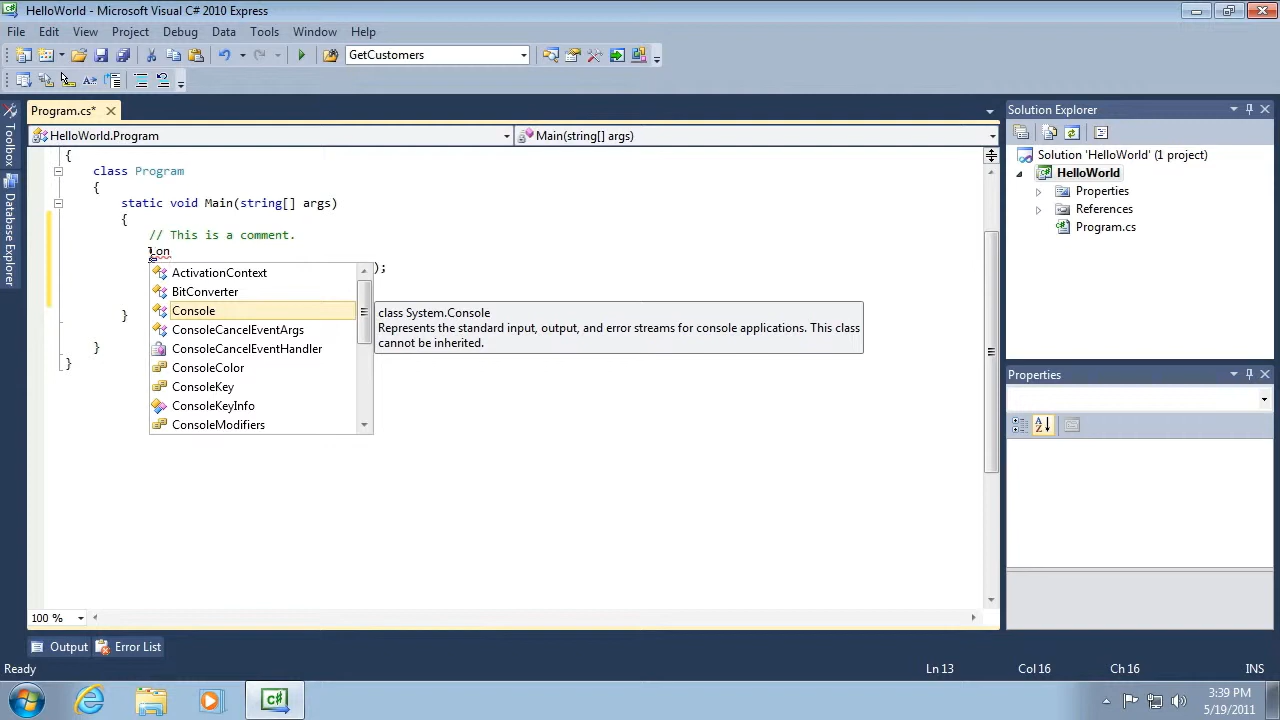 HelloWorld - Microsoft Visual C# 2010 Express
File Edit View Project Debug Data Tools Window Help
GetCustomers
Program.cs*
HelloWorld.Program
Main(string[] args)
Toolbox
Database Explorer
{
class Program
{
static void Main(string[] args)
{
// This is a comment.
con
);
}
}
}
ActivationContext
BitConverter
Console
ConsoleCancelEventArgs
ConsoleCancelEventHandler
ConsoleColor
ConsoleKey
ConsoleKeyInfo
ConsoleModifiers
class System.Console
Represents the standard input, output, and error streams for console applications. This class
cannot be inherited.
100 %
Solution Explorer
Solution 'HelloWorld' (1 project)
HelloWorld
Properties
References
Program.cs
Properties
Output Error List
Ready Ln 13 Col 16 Ch 16 INS
3:39 PM
5/19/2011